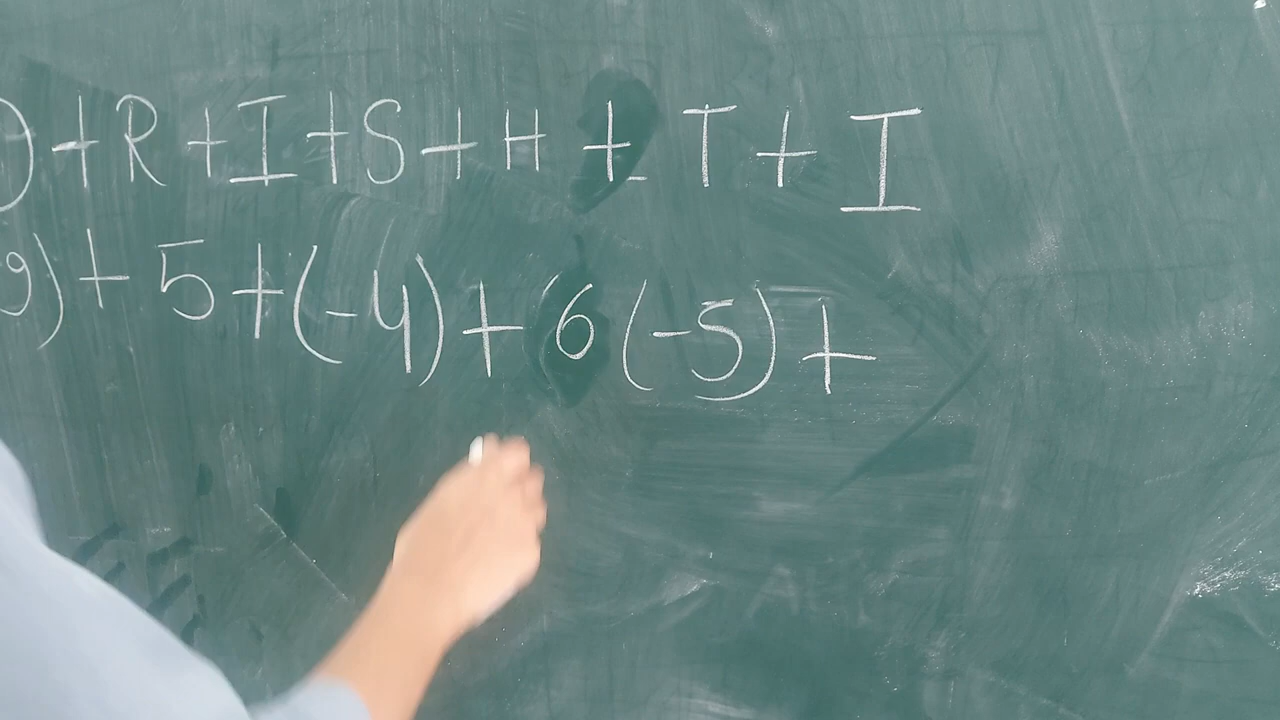 ) + R + I + S + H + T + I
9) + 5 + (-4) + 6 (-5) +